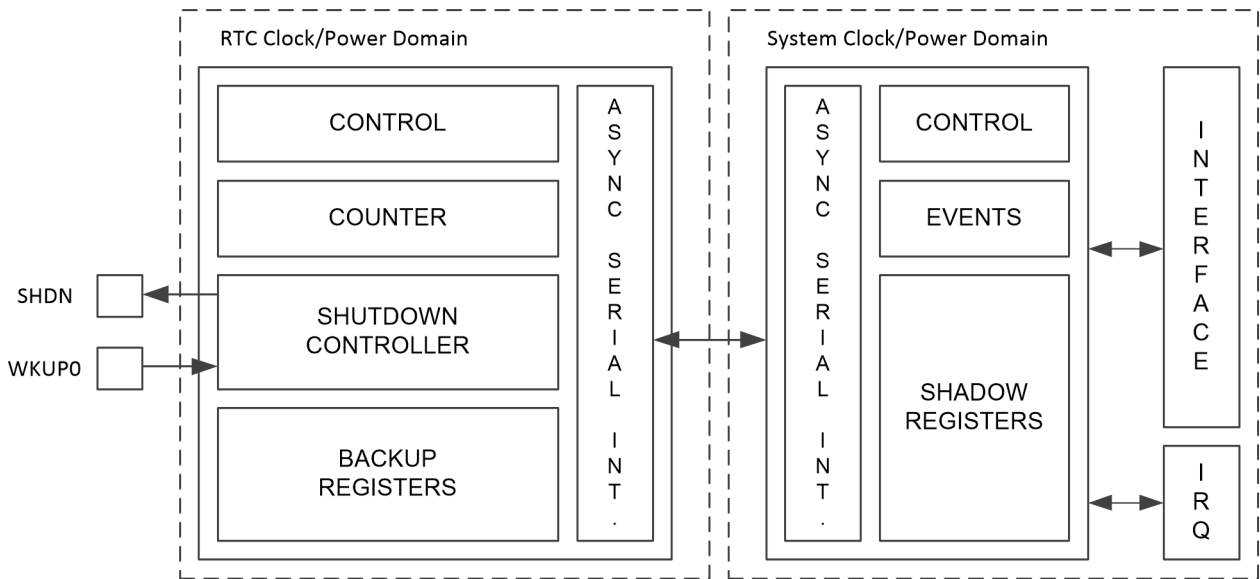 RTC Clock/Power Domain
CONTROL
COUNTER
SHUTDOWN
CONTROLLER
BACKUP
REGISTERS
ASYNC SERIAL INT.
SHDN
WKUP0
System Clock/Power Domain
ASYNC SERIAL INT.
CONTROL
EVENTS
SHADOW
REGISTERS
INTERFACE
IRQ